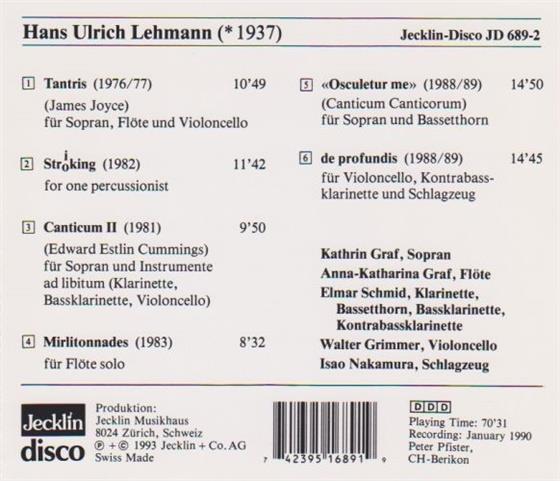 Hans Ulrich Lehmann (*1937)
Jecklin-Disco JD 689-2
1 Tantris (1976/77) 10'49
(James Joyce)
für Sopran, Flöte und Violoncello
2 Str i/o king (1982) 11'42
for one percussionist
3 Canticum II (1981) 9'50
(Edward Estlin Cummings)
für Sopran und Instrumente
ad libitum (Klarinette,
Bassklarinette, Violoncello)
4 Mirlitonnades (1983) 8'32
für Flöte solo
5 «Osculetur me» (1988/89) 14'50
(Canticum Canticorum)
für Sopran und Bassetthorn
6 de profundis (1988/89) 14'45
für Violoncello, Kontrabass-
klarinette und Schlagzeug
Kathrin Graf, Sopran
Anna-Katharina Graf, Flöte
Elmar Schmid, Klarinette,
Bassetthorn, Bassklarinette,
Kontrabassklarinette
Walter Grimmer, Violoncello
Isao Nakamura, Schlagzeug
Jecklin
disco
Produktion:
Jecklin Musikhaus
8024 Zürich, Schweiz
Ⓟ+© 1993 Jecklin+Co.AG
Swiss Made
7 42395 16891 9
DDD
Playing Time: 70'31
Recording: January 1990
Peter Pfister,
CH-Berikon